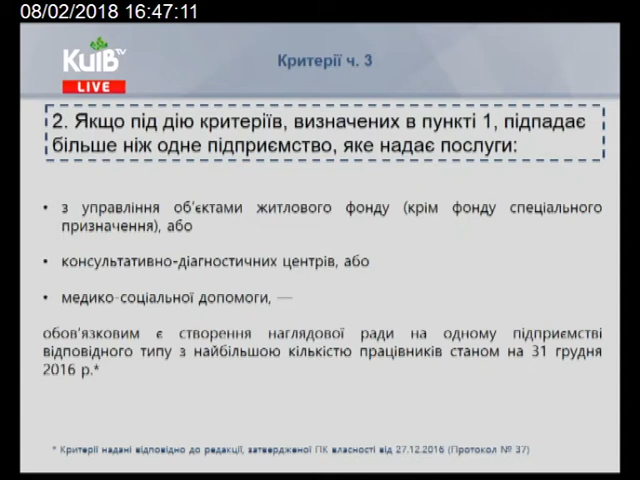 08/02/2018 16:47:11
КиїВ TV
LIVE
Критерії ч. 3
2. Якщо під дію критеріїв, визначених в пункті 1, підпадає
більше ніж одне підприємство, яке надає послуги:
• з управління об'єктами житлового фонду (крім фонду спеціального
призначення), або
• консультативно-діагностичних центрів, або
• медико-соціальної допомоги, —
обов'язковим є створення наглядової ради на одному підприємстві
відповідного типу з найбільшою кількістю працівників станом на 31 грудня
2016 р.*
* Критерії надані відповідно до редакції, затвердженої ПК власності від 27.12.2016 (Протокол № 37)